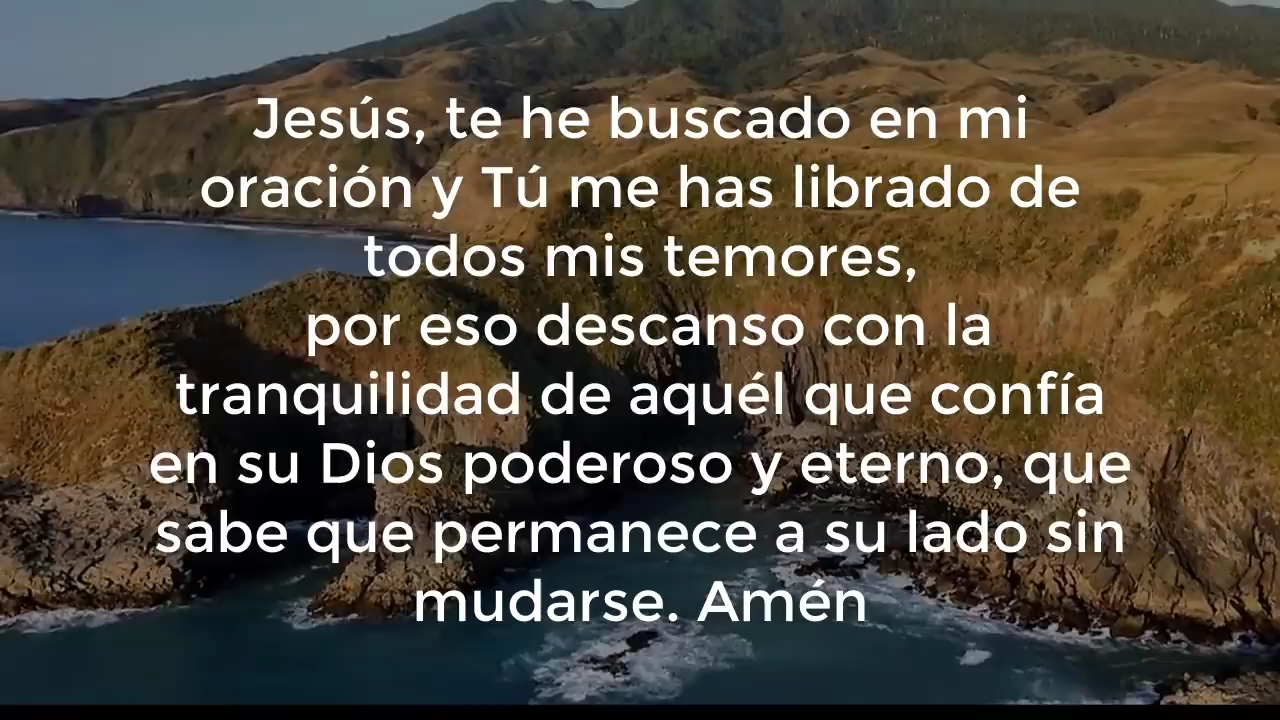 Jesús, te he buscado en mi
oración y Tú me has librado de
todos mis temores,
por eso descanso con la
tranquilidad de aquél que confía
en su Dios poderoso y eterno, que
sabe que permanece a su lado sin
mudarse. Amén